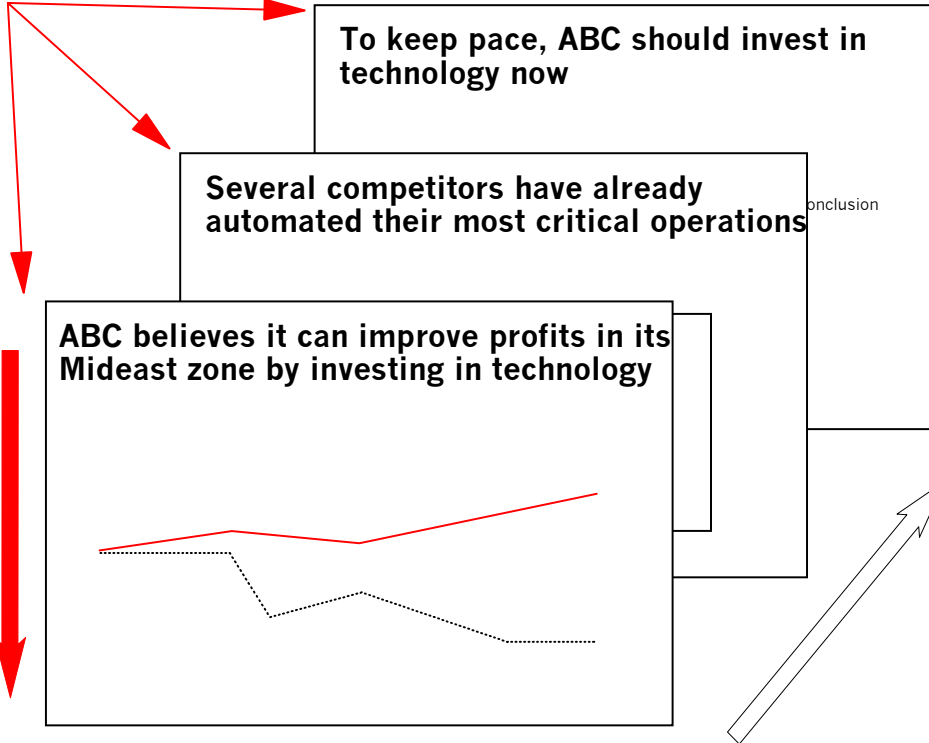 To keep pace, ABC should invest in
technology now
Several competitors have already
automated their most critical operations
onclusion
ABC believes it can improve profits in its
Mideast zone by investing in technology